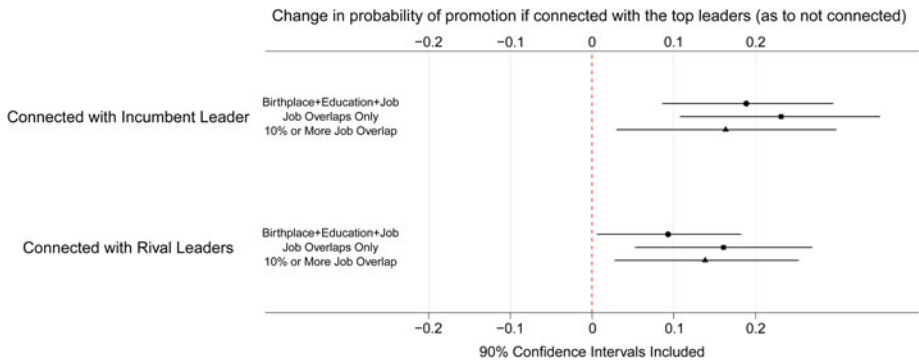 Change in probability of promotion if connected with the top leaders (as to not connected)
−0.2 −0.1 0 0.1 0.2
Connected with Incumbent Leader
Birthplace+Education+Job
Job Overlaps Only
10% or More Job Overlap
Connected with Rival Leaders
Birthplace+Education+Job
Job Overlaps Only
10% or More Job Overlap
−0.2 −0.1 0 0.1 0.2
90% Confidence Intervals Included